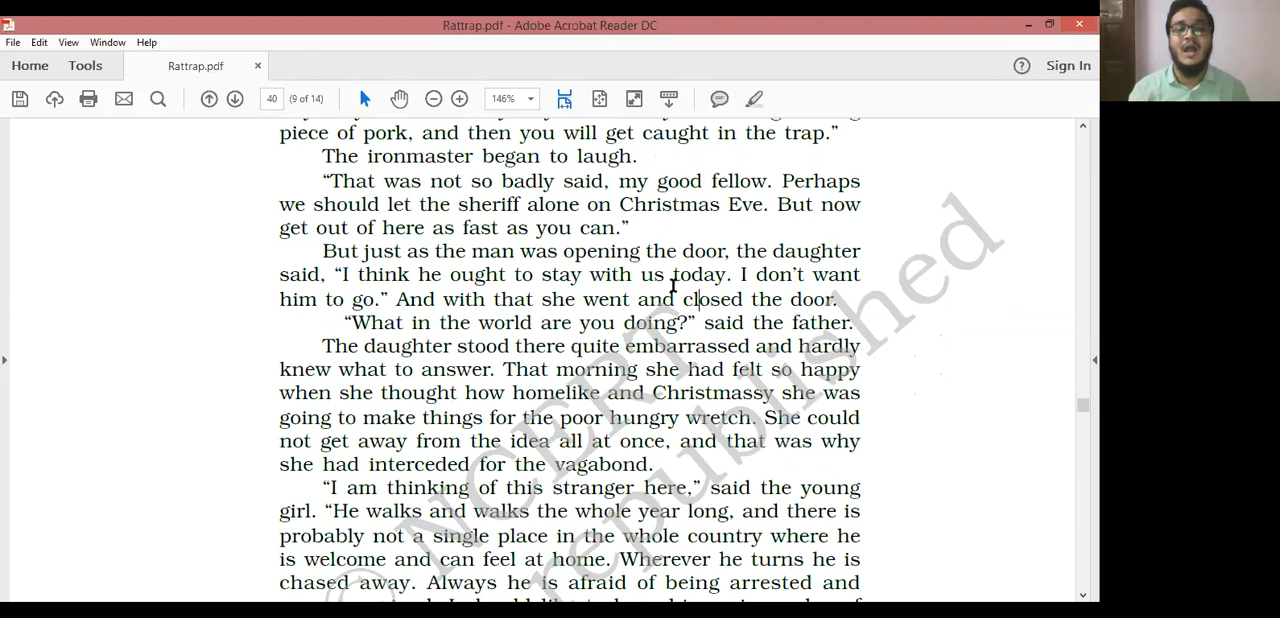 Rattrap.pdf - Adobe Acrobat Reader DC
File Edit View Window Help
Home Tools Rattrap.pdf × ? Sign In
40 (9 of 14) 146%
piece of pork, and then you will get caught in the trap.”
The ironmaster began to laugh.
“That was not so badly said, my good fellow. Perhaps
we should let the sheriff alone on Christmas Eve. But now
get out of here as fast as you can.”
But just as the man was opening the door, the daughter
said, “I think he ought to stay with us today. I don’t want
him to go.” And with that she went and closed the door.
“What in the world are you doing?” said the father.
The daughter stood there quite embarrassed and hardly
knew what to answer. That morning she had felt so happy
when she thought how homelike and Christmassy she was
going to make things for the poor hungry wretch. She could
not get away from the idea all at once, and that was why
she had interceded for the vagabond.
“I am thinking of this stranger here,” said the young
girl. “He walks and walks the whole year long, and there is
probably not a single place in the whole country where he
is welcome and can feel at home. Wherever he turns he is
chased away. Always he is afraid of being arrested and
© NCERT
republished